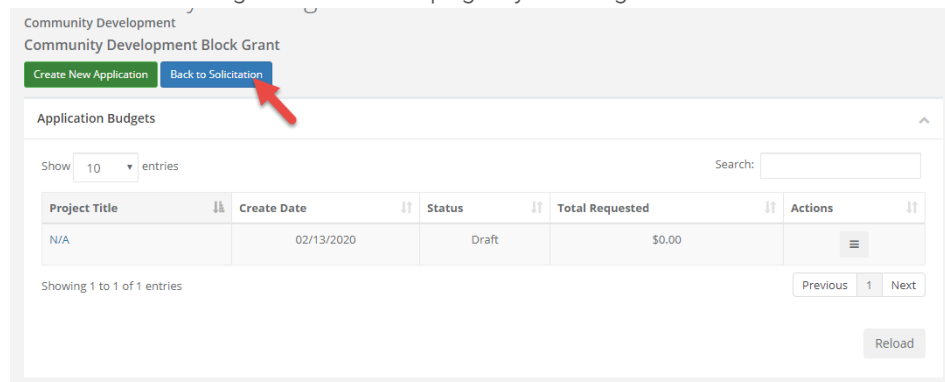 Community Development
Community Development Block Grant
Create New Application Back to Solicitation
Application Budgets
Show 10 entries Search:
Project Title Create Date Status Total Requested Actions
N/A 02/13/2020 Draft $0.00
Showing 1 to 1 of 1 entries Previous 1 Next
Reload